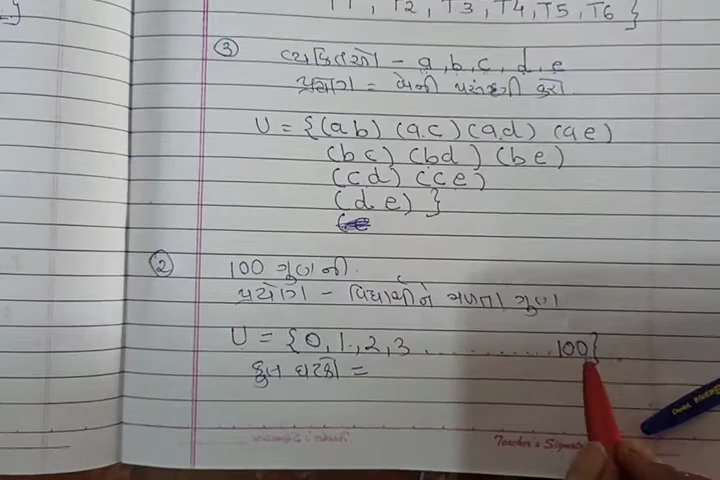 T1, T2, T3, T4, T5, T6 }
③ વ્યક્તિઓ - a, b, c, d, e
પ્રયોગ = બેની પસંદગી કરો.
U = {(a b) (a.c) (a,d) (a e)
(b c) (b d) (b e)
(c d) (c e)
(d. e) }
② 100 ગુણની.
પ્રયોગ - વિદ્યાર્થીને મળતા ગુણ
U = {0, 1, 2, 3 .............. 100}
કુલ ઘટકો =
Teacher's Signature